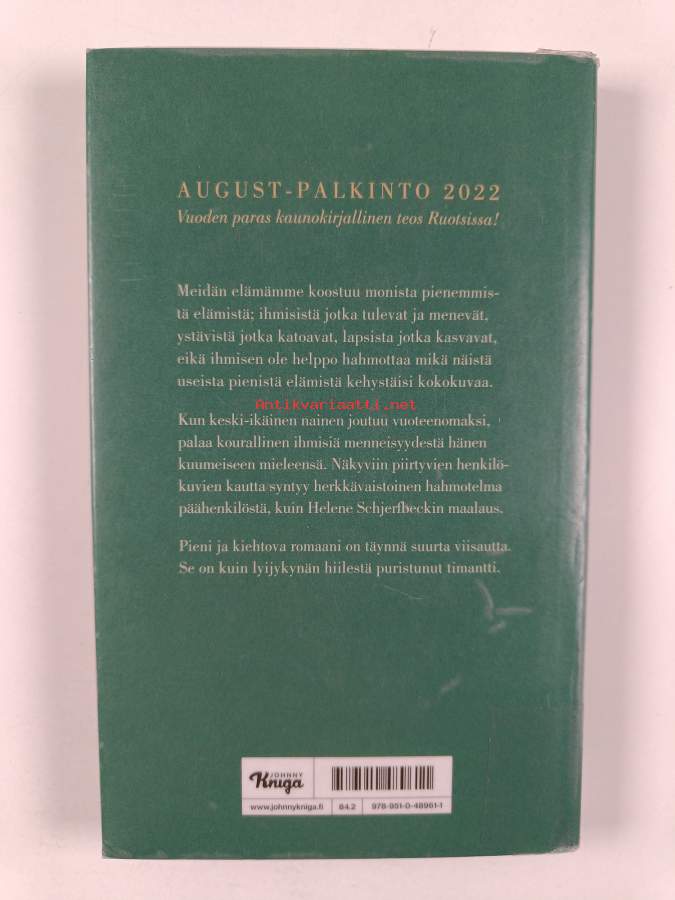 AUGUST-PALKINTO 2022
Vuoden paras kaunokirjallinen teos Ruotsissa!
Meidän elämämme koostuu monista pienemmis-
tä elämistä; ihmisistä jotka tulevat ja menevät,
ystävistä jotka katoavat, lapsista jotka kasvavat,
eikä ihmisen ole helppo hahmottaa mikä näistä
useista pienistä elämistä kehystäisi kokokuvaa.
Antikvariaatti.net
Kun keski-ikäinen nainen joutuu vuoteenomaksi,
palaa kourallinen ihmisiä menneisyydestä hänen
kuumeiseen mieleensä. Näkyviin piirtyvien henkilö-
kuvien kautta syntyy herkkävaistoinen hahmotelma
päähenkilöstä, kuin Helene Schjerfbeckin maalaus.
Pieni ja kiehtova romaani on täynnä suurta viisautta.
Se on kuin lyijykynän hiilestä puristunut timantti.
JOHNNY
Kniga
www.johnnykniga.fi 84.2 978-951-0-48961-1